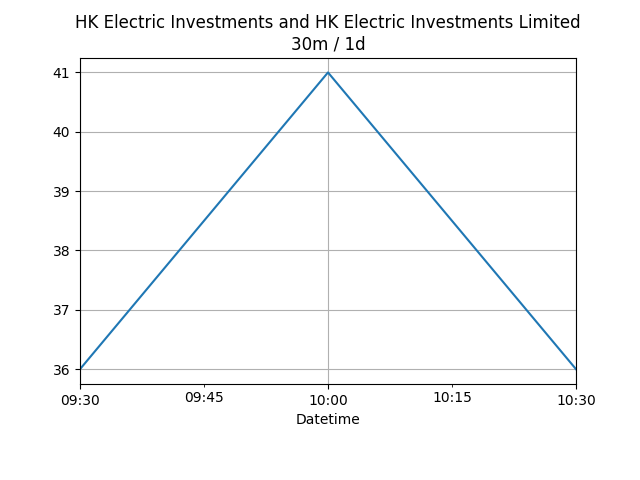 HK Electric Investments and HK Electric Investments Limited
30m / 1d
41
40
39
38
37
36
09:30 09:45 10:00 10:15 10:30
Datetime